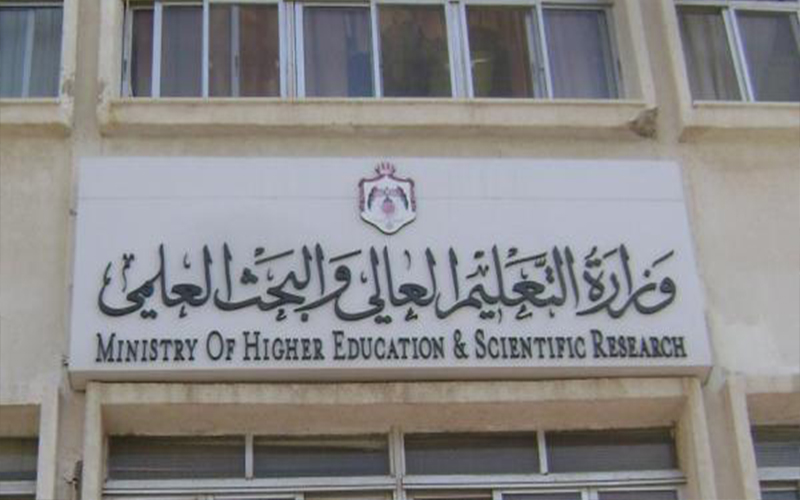 وزارة التعليم العالي والبحث العلمي
MINISTRY OF HIGHER EDUCATION & SCIENTIFIC RESEARCH